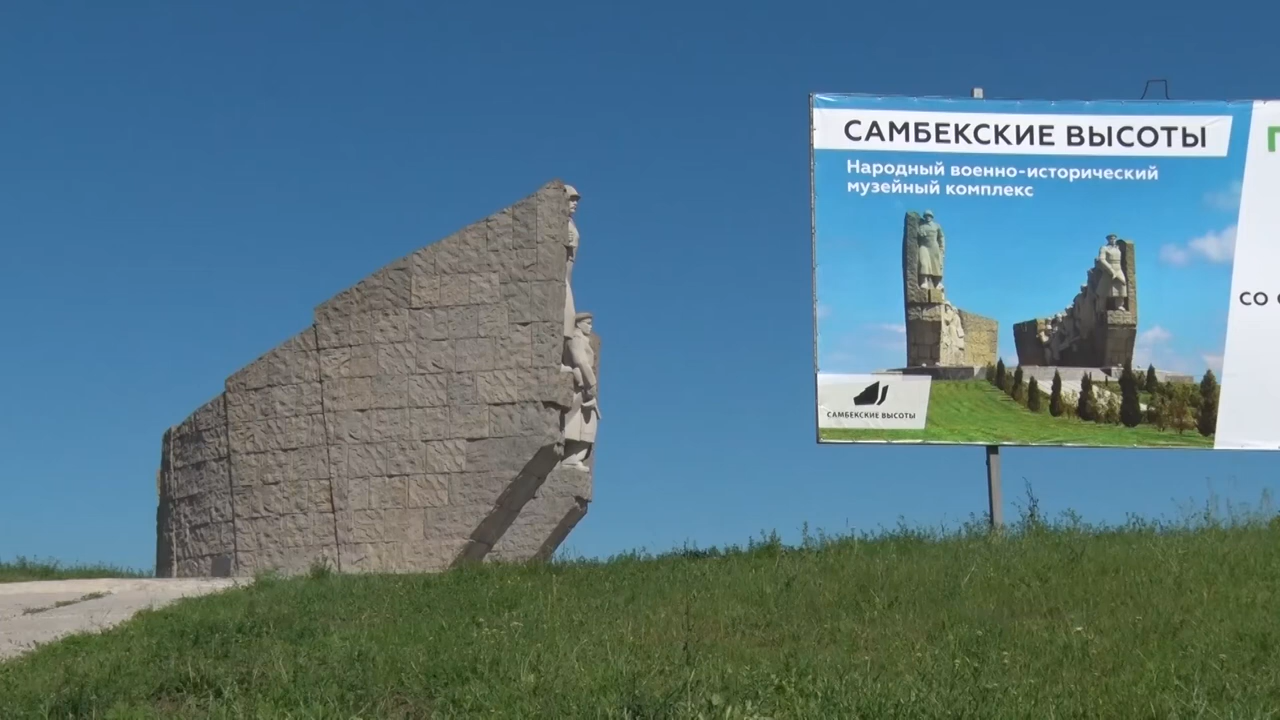 САМБЕКСКИЕ ВЫСОТЫ
Народный военно-исторический
музейный комплекс
САМБЕКСКИЕ ВЫСОТЫ
СО